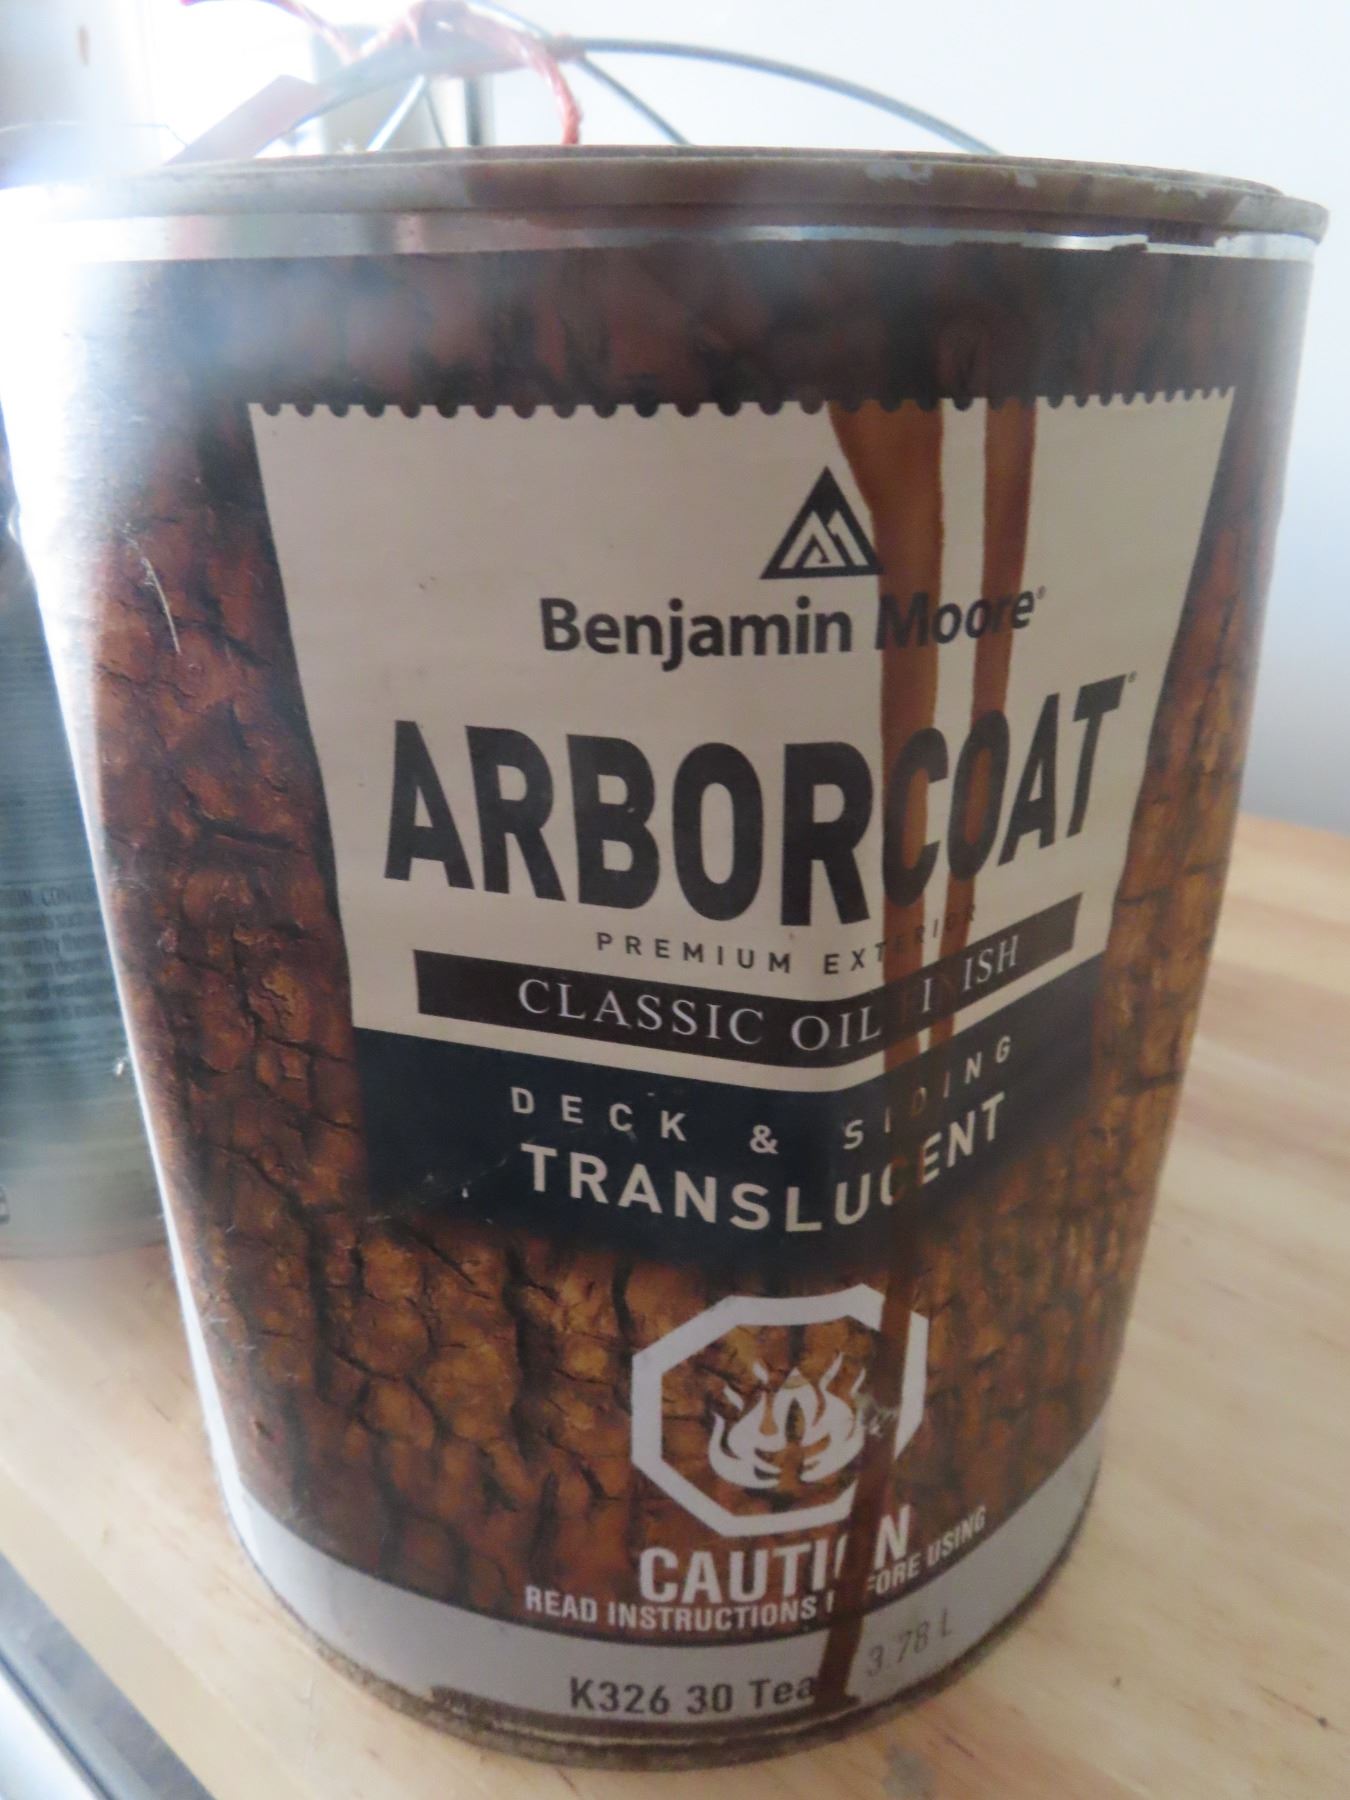 Benjamin Moore®
ARBORCOAT®
PREMIUM EXTERIOR
CLASSIC OIL FINISH
DECK & SIDING
TRANSLUCENT
CAUTION
READ INSTRUCTIONS BEFORE USING
3.78 L
K326 30 Tea